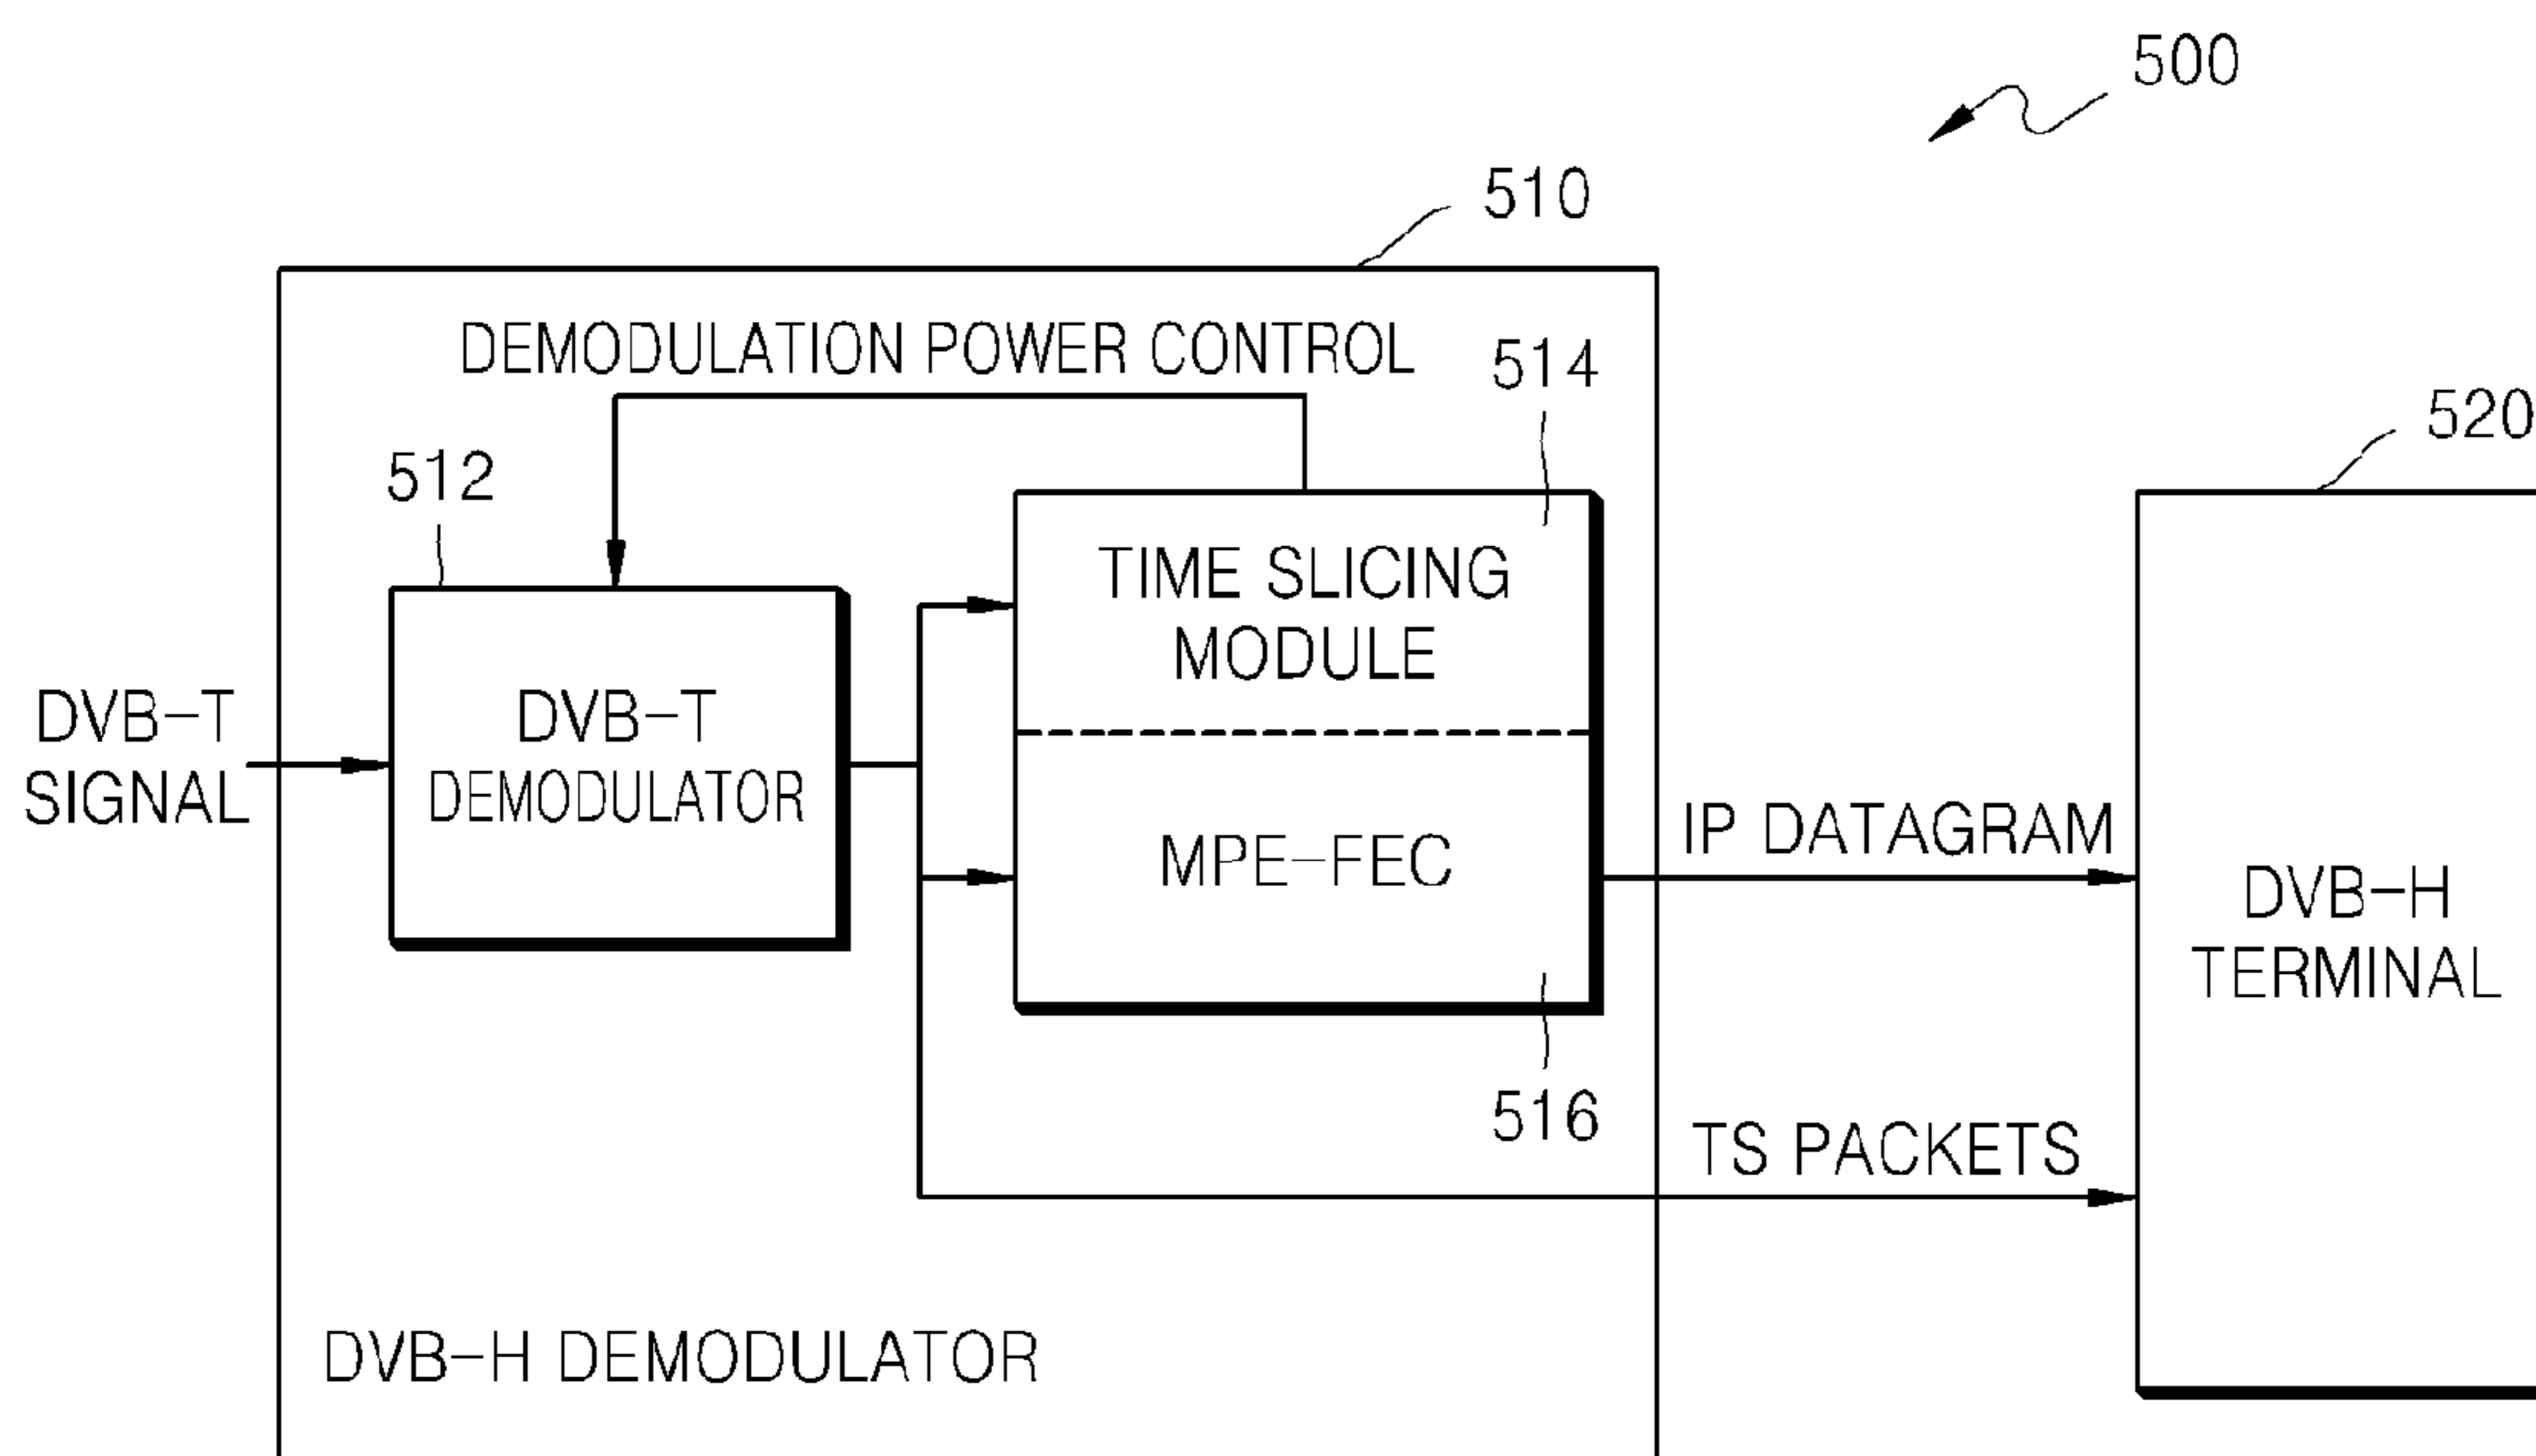 500
510
DEMODULATION POWER CONTROL
514
512
520
TIME SLICING
MODULE
DVB-T
SIGNAL
DVB-T
DEMODULATOR
MPE-FEC
IP DATAGRAM
DVB-H
TERMINAL
516
TS PACKETS
DVB-H DEMODULATOR